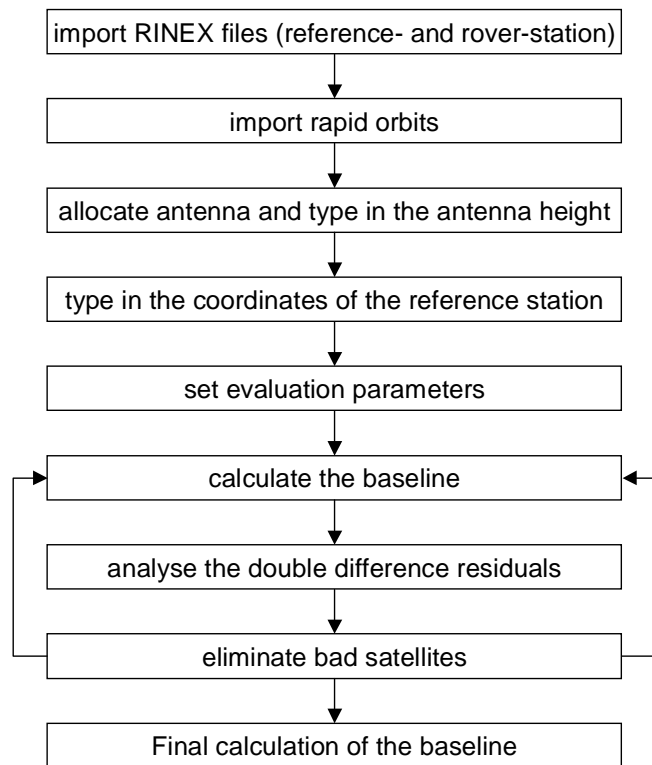 import RINEX files (reference- and rover-station)
import rapid orbits
allocate antenna and type in the antenna height
type in the coordinates of the reference station
set evaluation parameters
calculate the baseline
analyse the double difference residuals
eliminate bad satellites
Final calculation of the baseline